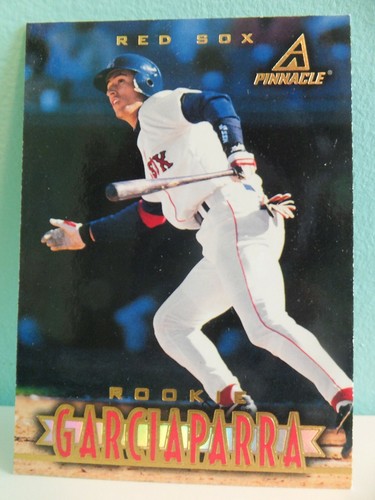 RED SOX
PINNACLE
SOX
ROOKIE
GARCIAPARRA